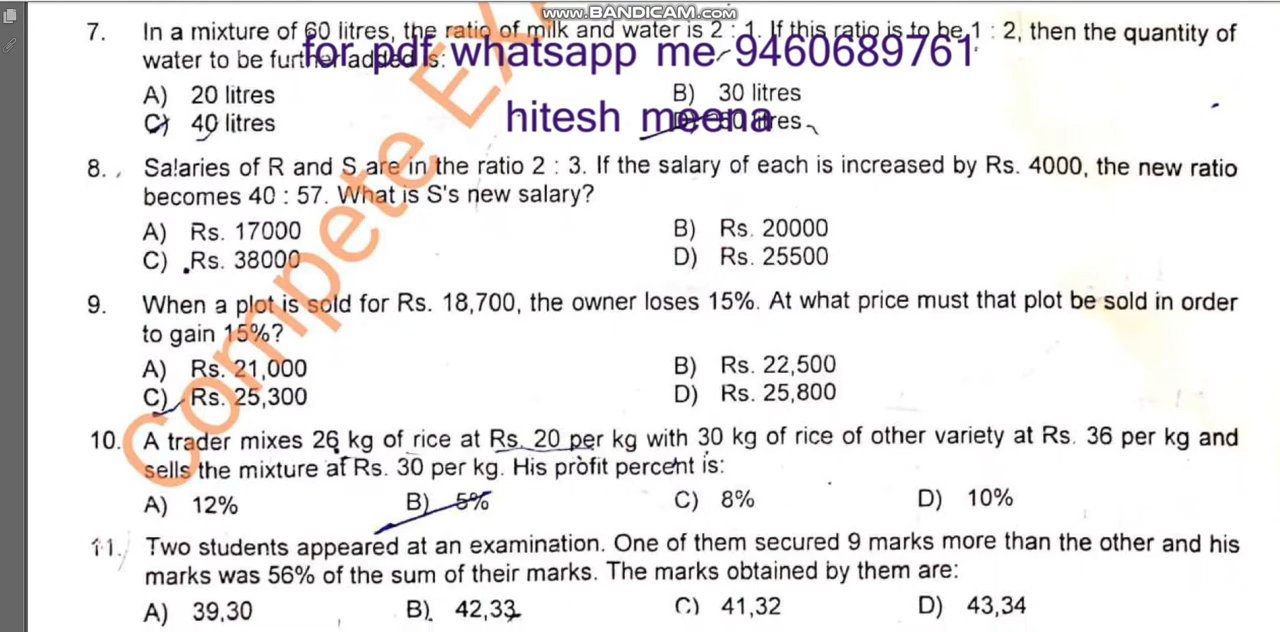 www.BANDICAM.com
7. In a mixture of 60 litres, the ratio of milk and water is 2 : 1. If this ratio is to be 1 : 2, then the quantity of
water to be further added is:
for pdf whatsapp me 9460689761
A) 20 litres B) 30 litres
C) 40 litres D) 60 litres
hitesh meena
8. Salaries of R and S are in the ratio 2 : 3. If the salary of each is increased by Rs. 4000, the new ratio
becomes 40 : 57. What is S's new salary?
A) Rs. 17000 B) Rs. 20000
C) Rs. 38000 D) Rs. 25500
9. When a plot is sold for Rs. 18,700, the owner loses 15%. At what price must that plot be sold in order
to gain 15%?
A) Rs. 21,000 B) Rs. 22,500
C) Rs. 25,300 D) Rs. 25,800
10. A trader mixes 26 kg of rice at Rs. 20 per kg with 30 kg of rice of other variety at Rs. 36 per kg and
sells the mixture at Rs. 30 per kg. His profit percent is:
A) 12% B) 5% C) 8% D) 10%
11. Two students appeared at an examination. One of them secured 9 marks more than the other and his
marks was 56% of the sum of their marks. The marks obtained by them are:
A) 39,30 B) 42,33 C) 41,32 D) 43,34
Compete